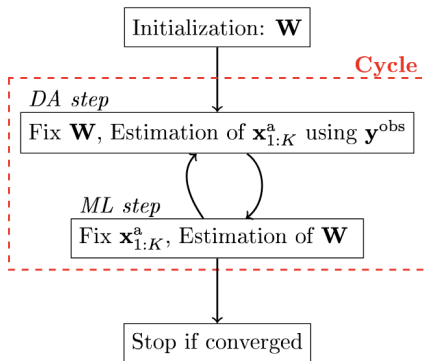 Initialization: W
Cycle
DA step
Fix W, Estimation of x^a_{1:K} using y^obs
ML step
Fix x^a_{1:K}, Estimation of W
Stop if converged